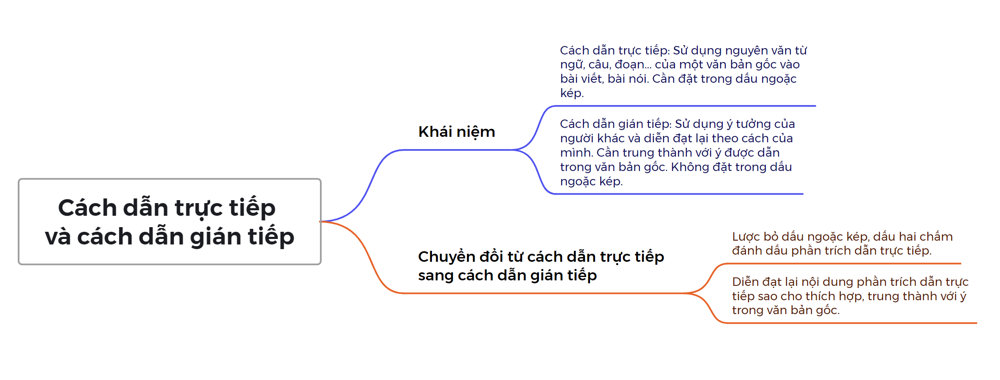 Cách dẫn trực tiếp
và cách dẫn gián tiếp
Khái niệm
Cách dẫn trực tiếp: Sử dụng nguyên văn từ
ngữ, câu, đoạn... của một văn bản gốc vào
bài viết, bài nói. Cần đặt trong dấu ngoặc
kép.
Cách dẫn gián tiếp: Sử dụng ý tưởng của
người khác và diễn đạt lại theo cách của
mình. Cần trung thành với ý được dẫn
trong văn bản gốc. Không đặt trong dấu
ngoặc kép.
Chuyển đổi từ cách dẫn trực tiếp
sang cách dẫn gián tiếp
Lược bỏ dấu ngoặc kép, dấu hai chấm
đánh dấu phần trích dẫn trực tiếp.
Diễn đạt lại nội dung phần trích dẫn trực
tiếp sao cho thích hợp, trung thành với ý
trong văn bản gốc.